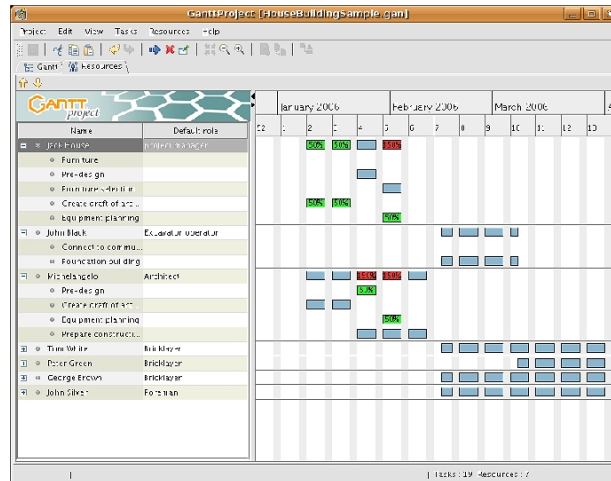 GanttProject [HouseBuildingSample.gan]
Project Edit View Tasks Resources Help
Gantt Resources
GANTT project
January 2006 February 2006 March 2006
Name Default role
52 1 2 3 4 5 6 7 8 9 10 11 12 13
Jack House project manager 50% 50% 150%
Furniture
Pre-design
Furniture selection
Create draft of arc... 50% 50%
Equipment planning 50%
John Black Excavator operator
Connect to commu...
Foundation building
Michelangelo Architect 150% 150%
Pre-design 50%
Create draft of arc...
Equipment planning 50%
Prepare constructi...
Tom White Bricklayer
Peter Green Bricklayer
George Brown Bricklayer
John Silver Foreman
Tasks : 19 Resources : 7